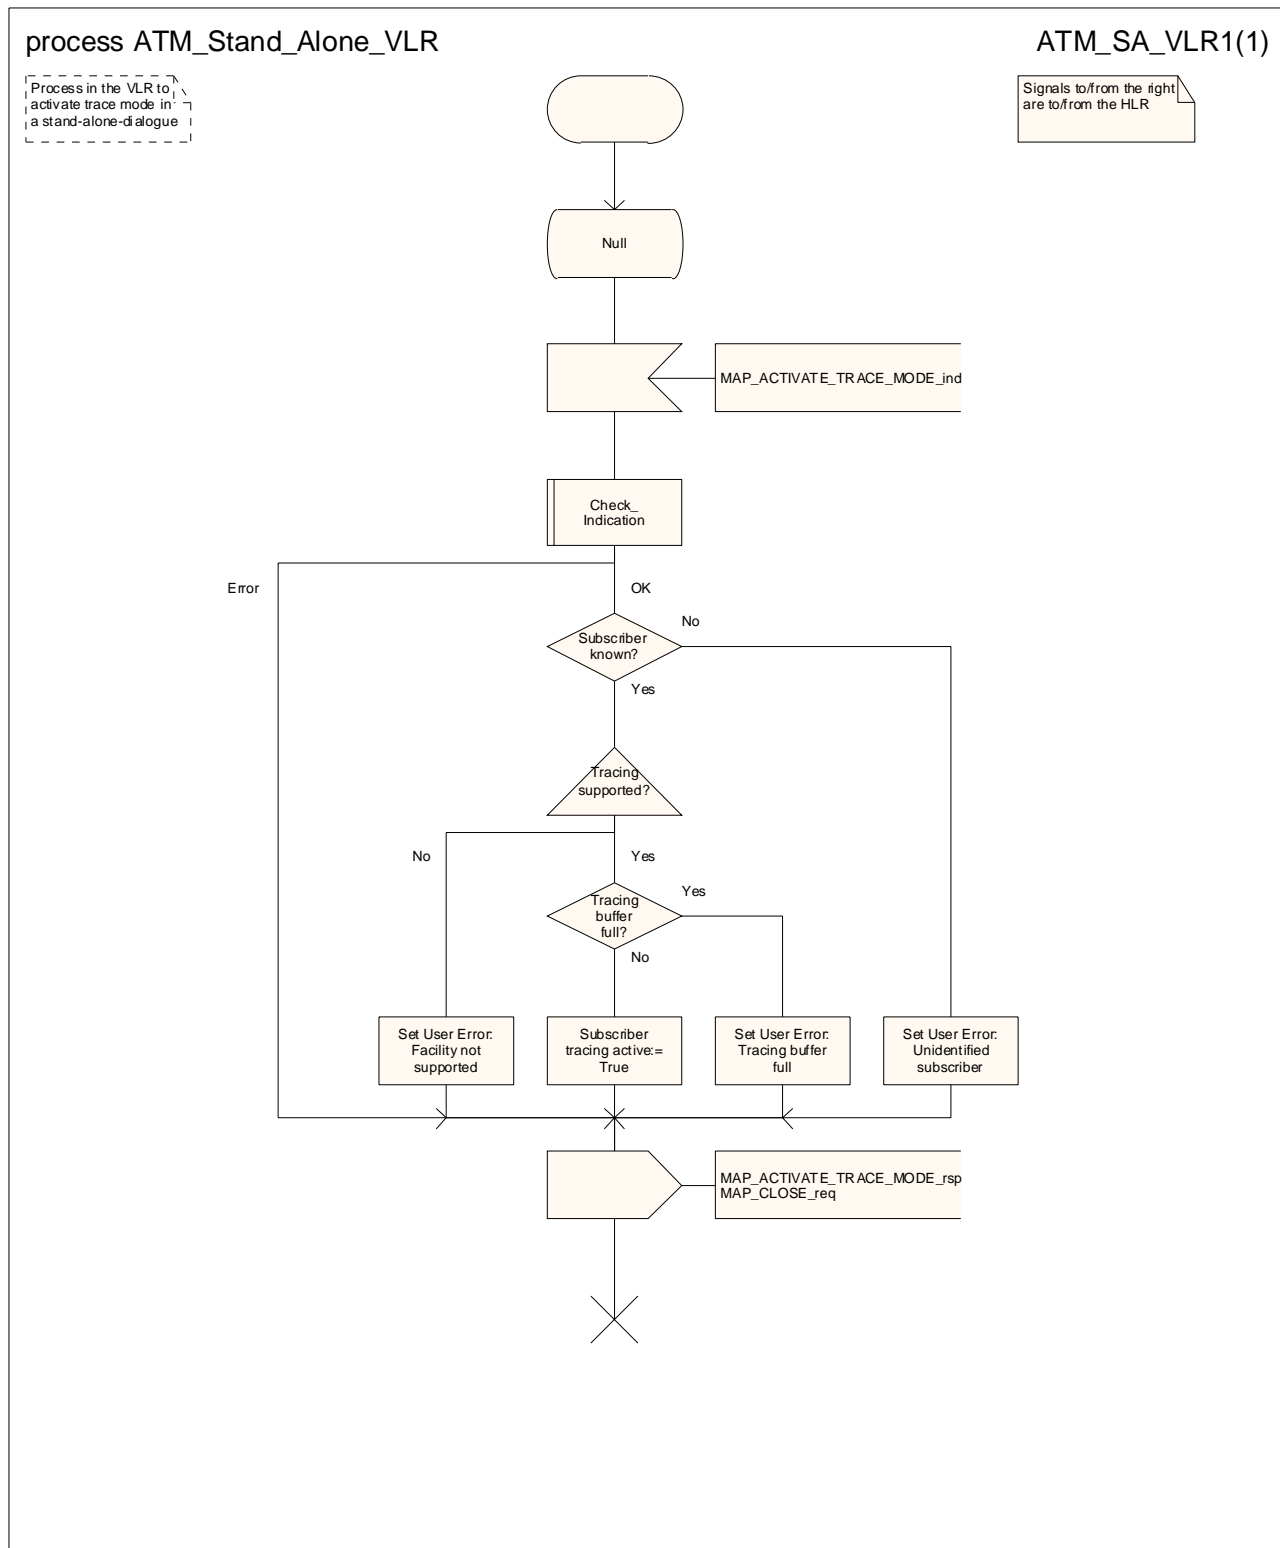 process ATM_Stand_Alone_VLR
ATM_SA_VLR1(1)
Process in the VLR to
activate trace mode in
a stand-alone-dialogue
Signals to/from the right
are to/from the HLR
Null
MAP_ACTIVATE_TRACE_MODE_ind
Check_
Indication
Error
OK
Subscriber
known?
No
Yes
Tracing
supported?
No
Yes
Tracing
buffer
full?
Yes
No
Set User Error:
Facility not
supported
Subscriber
tracing active:=
True
Set User Error:
Tracing buffer
full
Set User Error:
Unidentified
subscriber
MAP_ACTIVATE_TRACE_MODE_rsp
MAP_CLOSE_req